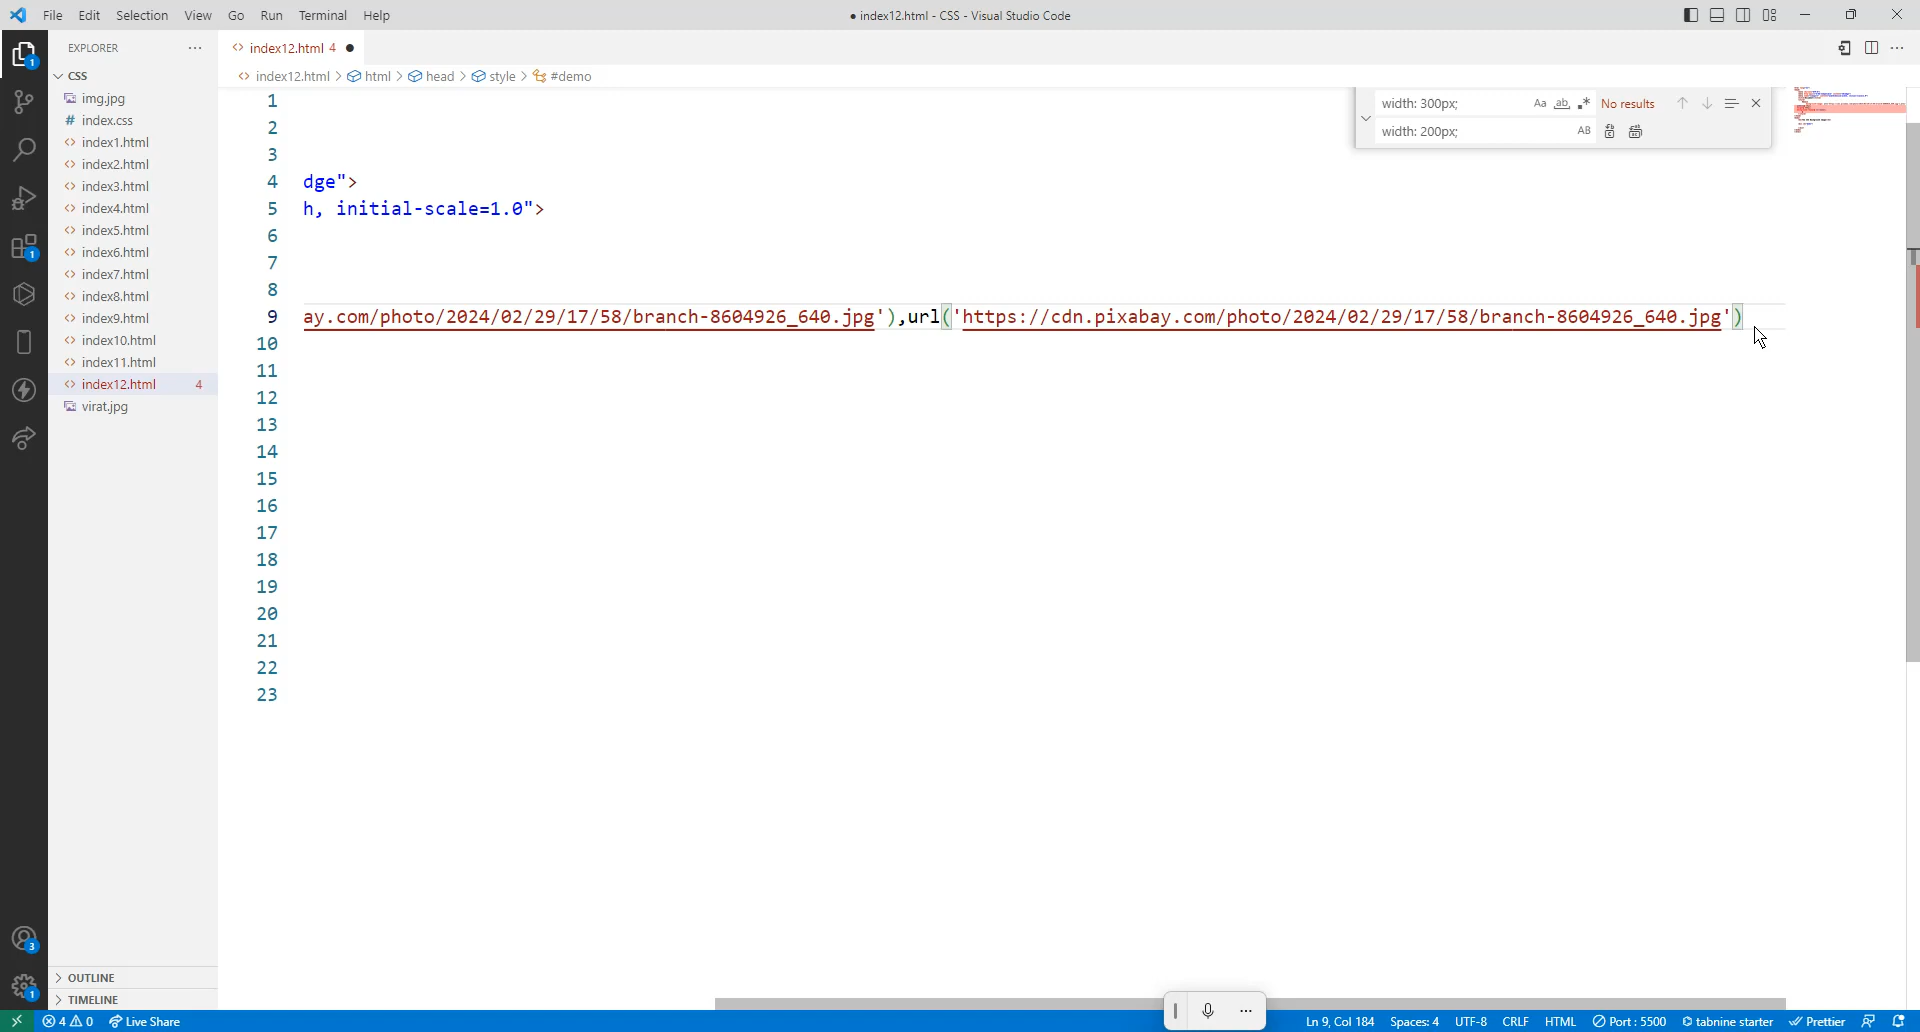 File Edit Selection View Go Run Terminal Help
● index12.html - CSS - Visual Studio Code
EXPLORER
index12.html 4
index12.html > html > head > style > #demo
CSS
img.jpg
index.css
index1.html
index2.html
index3.html
index4.html
index5.html
index6.html
index7.html
index8.html
index9.html
index10.html
index11.html
index12.html 4
virat.jpg
OUTLINE
TIMELINE
width: 300px;
Aa ab .* No results
width: 200px;
AB
1
2
3
4 dge">
5 h, initial-scale=1.0">
6
7
8
9 ay.com/photo/2024/02/29/17/58/branch-8604926_640.jpg'),url('https://cdn.pixabay.com/photo/2024/02/29/17/58/branch-8604926_640.jpg')
10
11
12
13
14
15
16
17
18
19
20
21
22
23
1
1
3
1
4 0 Live Share
Ln 9, Col 184 Spaces: 4 UTF-8 CRLF HTML Port : 5500 tabnine starter Prettier